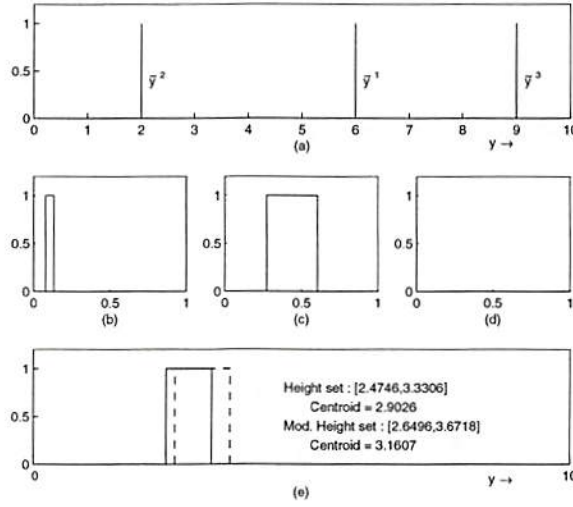 1
0.5
0
ȳ 2
ȳ 1
ȳ 3
0 1 2 3 4 5 6 7 8 9 10
(a)
y →
1
0.5
0
0 0.5 1
(b)
1
0.5
0
0 0.5 1
(c)
1
0.5
0
0 0.5 1
(d)
1
0.5
0
Height set : [2.4746,3.3306]
Centroid = 2.9026
Mod. Height set : [2.6496,3.6718]
Centroid = 3.1607
0 10
(e)
y →